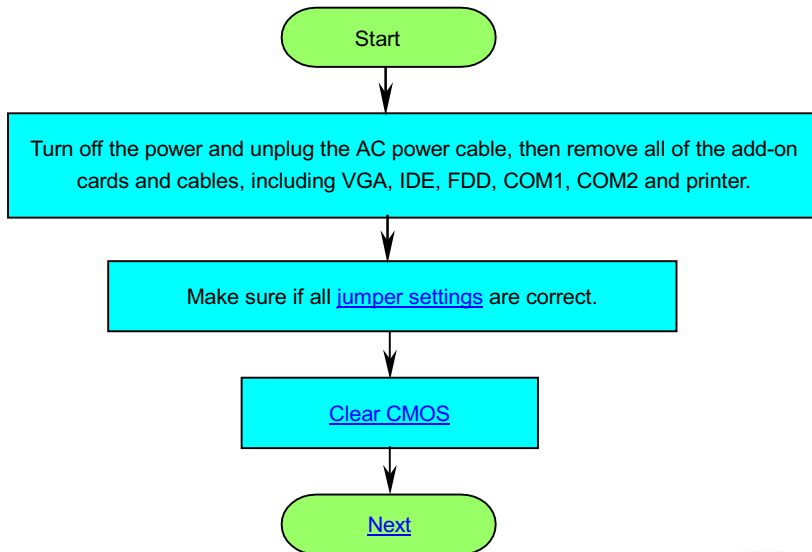 Start
Turn off the power and unplug the AC power cable, then remove all of the add-on
cards and cables, including VGA, IDE, FDD, COM1, COM2 and printer.
Make sure if all jumper settings are correct.
Clear CMOS
Next